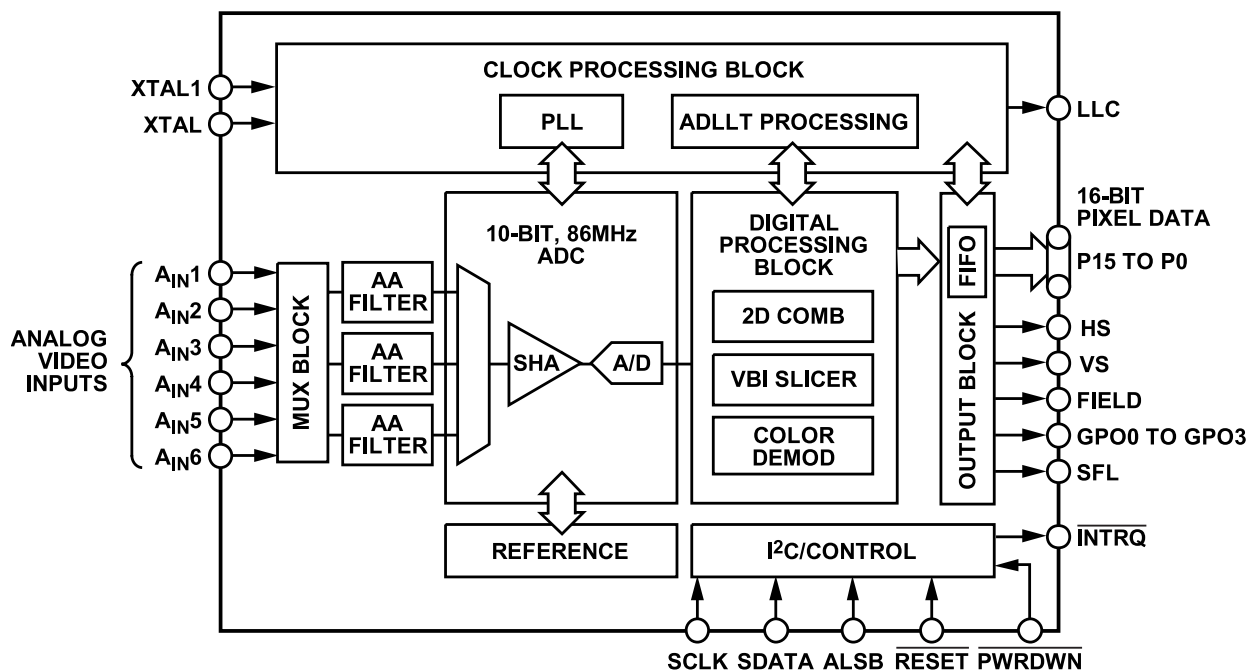 CLOCK PROCESSING BLOCK
XTAL1
XTAL
PLL
ADLLT PROCESSING
LLC
10-BIT, 86MHz
ADC
DIGITAL
PROCESSING
BLOCK
16-BIT
PIXEL DATA
P15 TO P0
FIFO
OUTPUT BLOCK
ANALOG
VIDEO
INPUTS
AIN1
AIN2
AIN3
AIN4
AIN5
AIN6
MUX BLOCK
AA
FILTER
AA
FILTER
AA
FILTER
SHA
A/D
2D COMB
VBI SLICER
COLOR
DEMOD
HS
VS
FIELD
GPO0 TO GPO3
SFL
REFERENCE
I²C/CONTROL
INTRQ
SCLK
SDATA
ALSB
RESET
PWRDWN